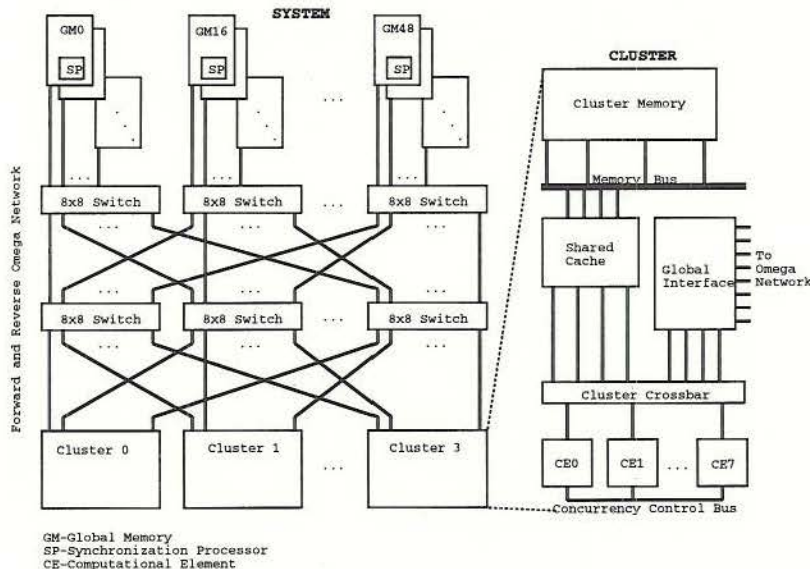 SYSTEM
GM0
GM16
GM48
SP
SP
SP
...
... ... ...
8x8 Switch 8x8 Switch ... 8x8 Switch
... ... ... ...
... ... ... ...
8x8 Switch 8x8 Switch ... 8x8 Switch
... ... ... ...
Cluster 0 Cluster 1 ... Cluster 3
Forward and Reverse Omega Network
CLUSTER
Cluster Memory
Memory Bus
Shared
Cache
Global
Interface
To
Omega
Network
Cluster Crossbar
CE0 CE1 ... CE7
Concurrency Control Bus
GM-Global Memory
SP-Synchronization Processor
CE-Computational Element